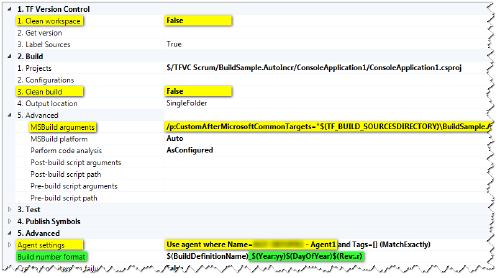 1. TF Version Control
1. Clean workspace False
2. Get version
3. Label Sources True
2. Build
1. Projects $/TFVC Scrum/BuildSample.AutoIncr/ConsoleApplication1/ConsoleApplication1.csproj
2. Configurations
3. Clean build False
4. Output location SingleFolder
5. Advanced
MSBuild arguments /p:CustomAfterMicrosoftCommonTargets="$(TF_BUILD_SOURCESDIRECTORY)\BuildSample.A
MSBuild platform Auto
Perform code analysis AsConfigured
Post-build script arguments
Post-build script path
Pre-build script arguments
Pre-build script path
3. Test
4. Publish Symbols
5. Advanced
Agent settings Use agent where Name= - Agent1 and Tags=[] (MatchExactly)
Build number format $(BuildDefinitionName)_$(Year:yy)$(DayOfYear)$(Rev:.r)